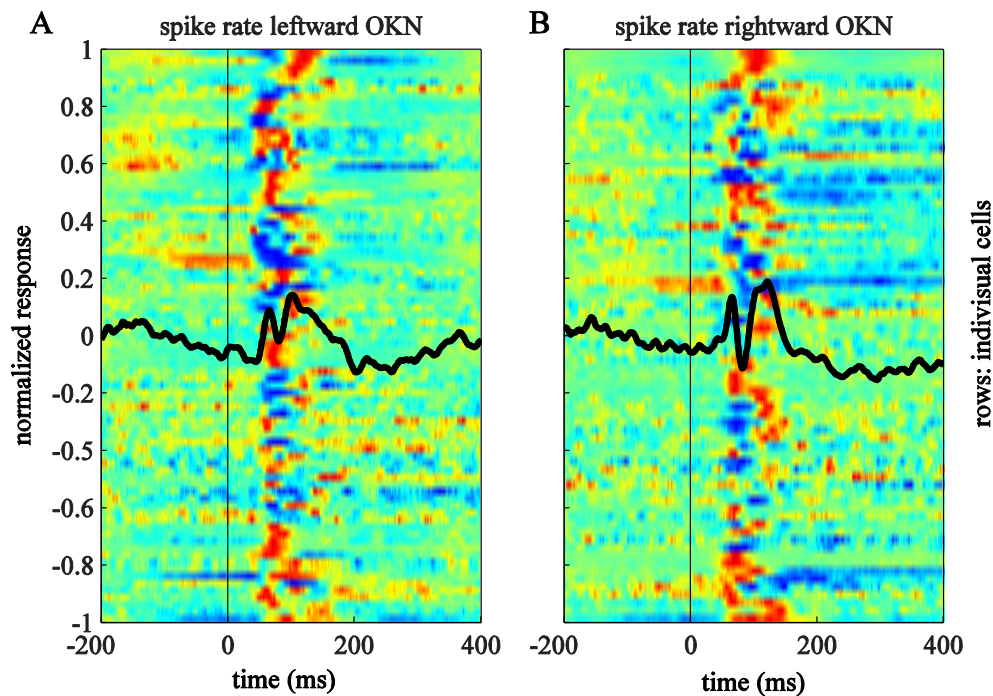 A
spike rate leftward OKN
B
spike rate rightward OKN
1
0.8
0.6
0.4
0.2
0
-0.2
-0.5
-0.6
-0.8
-1
normalized response
rows: indivisual cells
-200
0
200
400
-200
0
200
400
time (ms)
time (ms)